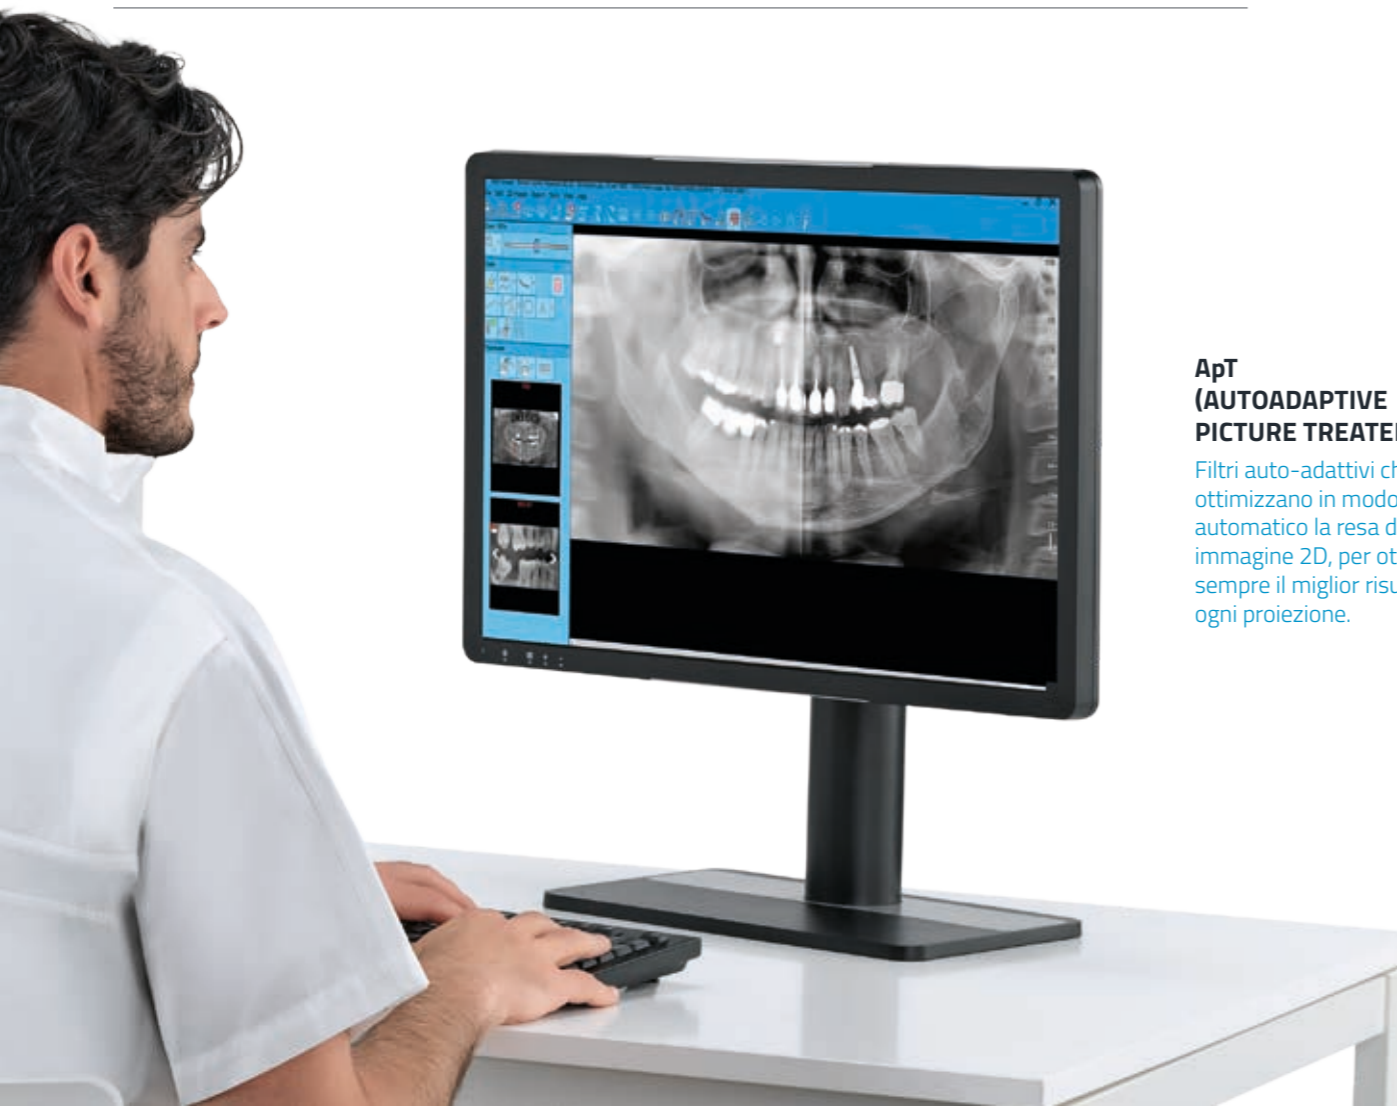 ApT
(AUTOADAPTIVE
PICTURE TREATE
Filtri auto-adattivi ch
ottimizzano in modo
automatico la resa d
immagine 2D, per ot
sempre il miglior risu
ogni proiezione.